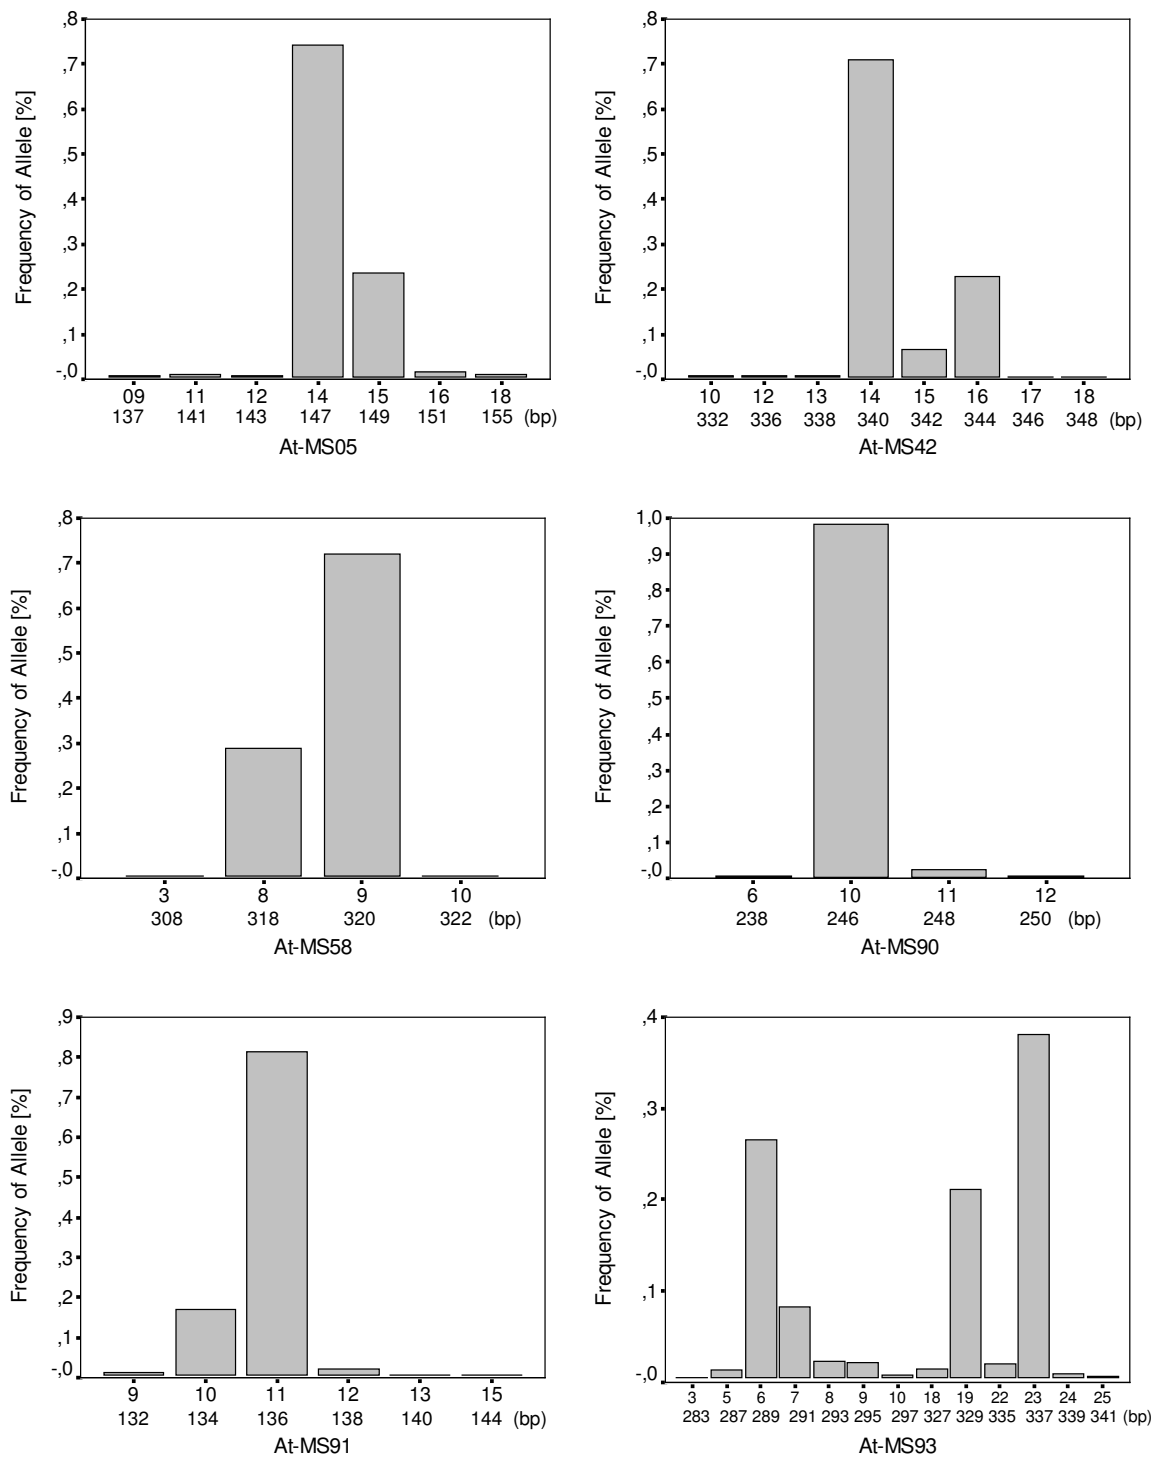 Frequency of Allele [%]
,8
,7
,6
,5
,4
,3
,2
,1
-,0
09 11 12 14 15 16 18
137 141 143 147 149 151 155 (bp)
At-MS05
Frequency of Allele [%]
,8
,7
,6
,5
,4
,3
,2
,1
-,0
10 12 13 14 15 16 17 18
332 336 338 340 342 344 346 348 (bp)
At-MS42
Frequency of Allele [%]
,8
,7
,6
,5
,4
,3
,2
,1
-,0
3 8 9 10
308 318 320 322 (bp)
At-MS58
Frequency of Allele [%]
1,0
,9
,8
,7
,6
,5
,4
,3
,2
,1
-,0
6 10 11 12
238 246 248 250 (bp)
At-MS90
Frequency of Allele [%]
,9
,8
,7
,6
,5
,4
,3
,2
,1
-,0
9 10 11 12 13 15
132 134 136 138 140 144 (bp)
At-MS91
Frequency of Allele [%]
,4
,3
,2
,1
-,0
3 5 6 7 8 9 10 18 19 22 23 24 25
283 287 289 291 293 295 297 327 329 335 337 339 341 (bp)
At-MS93